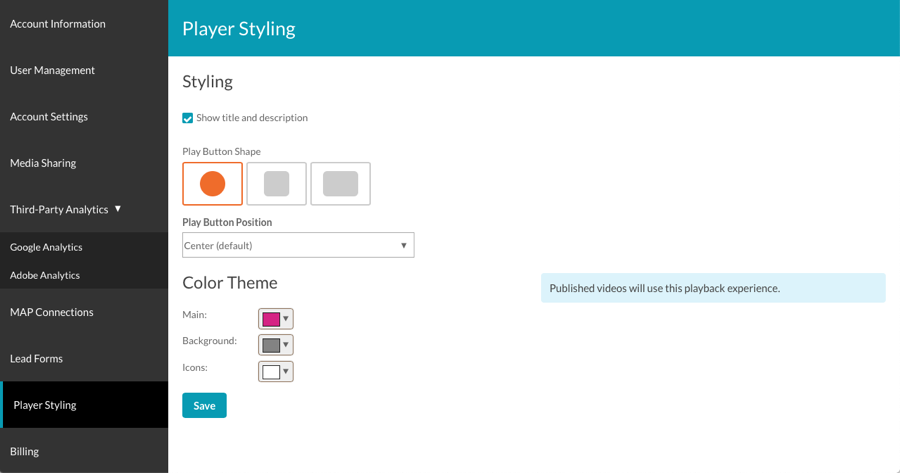 Account Information
User Management
Account Settings
Media Sharing
Third-Party Analytics
Google Analytics
Adobe Analytics
MAP Connections
Lead Forms
Player Styling
Billing
Player Styling
Styling
Show title and description
Play Button Shape
Play Button Position
Center (default)
Color Theme
Main:
Background:
Icons:
Save
Published videos will use this playback experience.